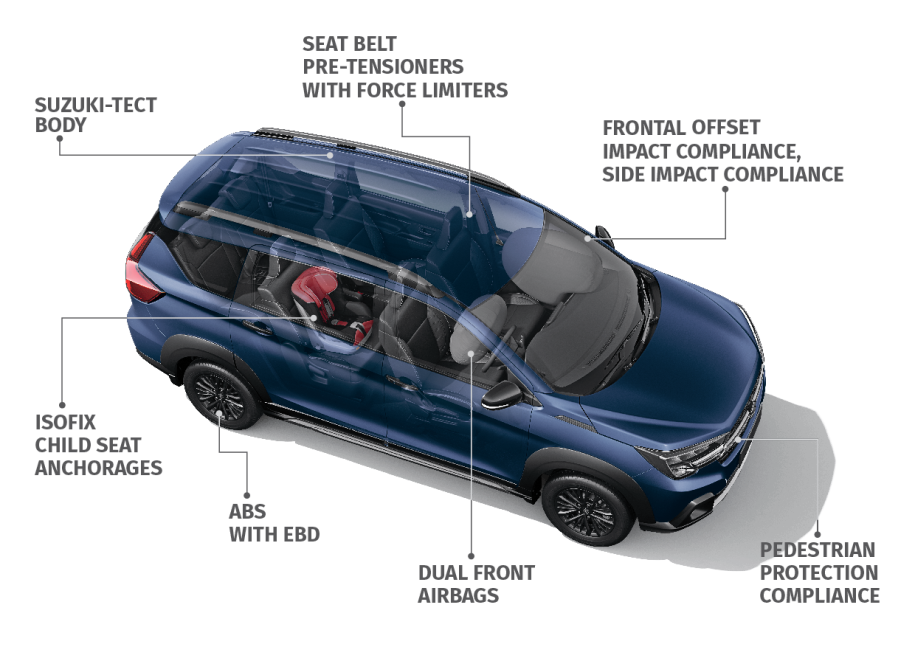 SEAT BELT
PRE-TENSIONERS
WITH FORCE LIMITERS
SUZUKI-TECT
BODY
FRONTAL OFFSET
IMPACT COMPLIANCE,
SIDE IMPACT COMPLIANCE
ISOFIX
CHILD SEAT
ANCHORAGES
ABS
WITH EBD
DUAL FRONT
AIRBAGS
PEDESTRIAN
PROTECTION
COMPLIANCE